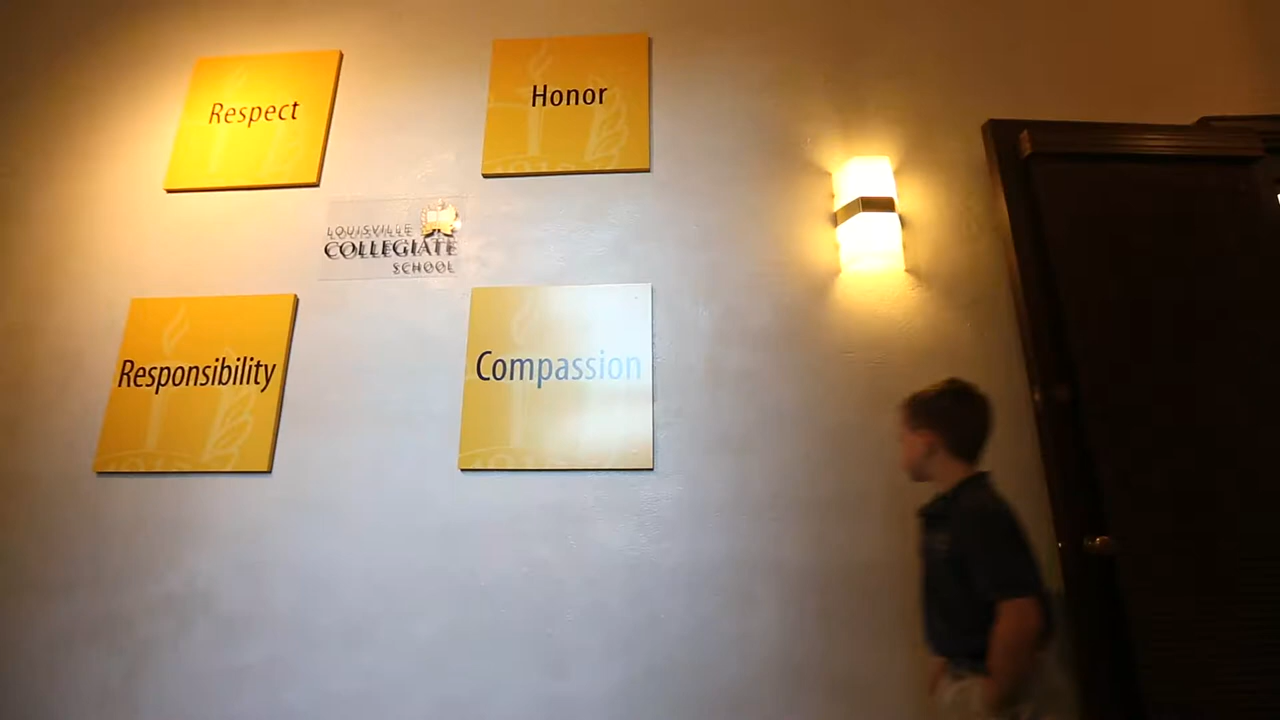 Respect
Honor
LOUISVILLE
COLLEGIATE
SCHOOL
Responsibility
Compassion